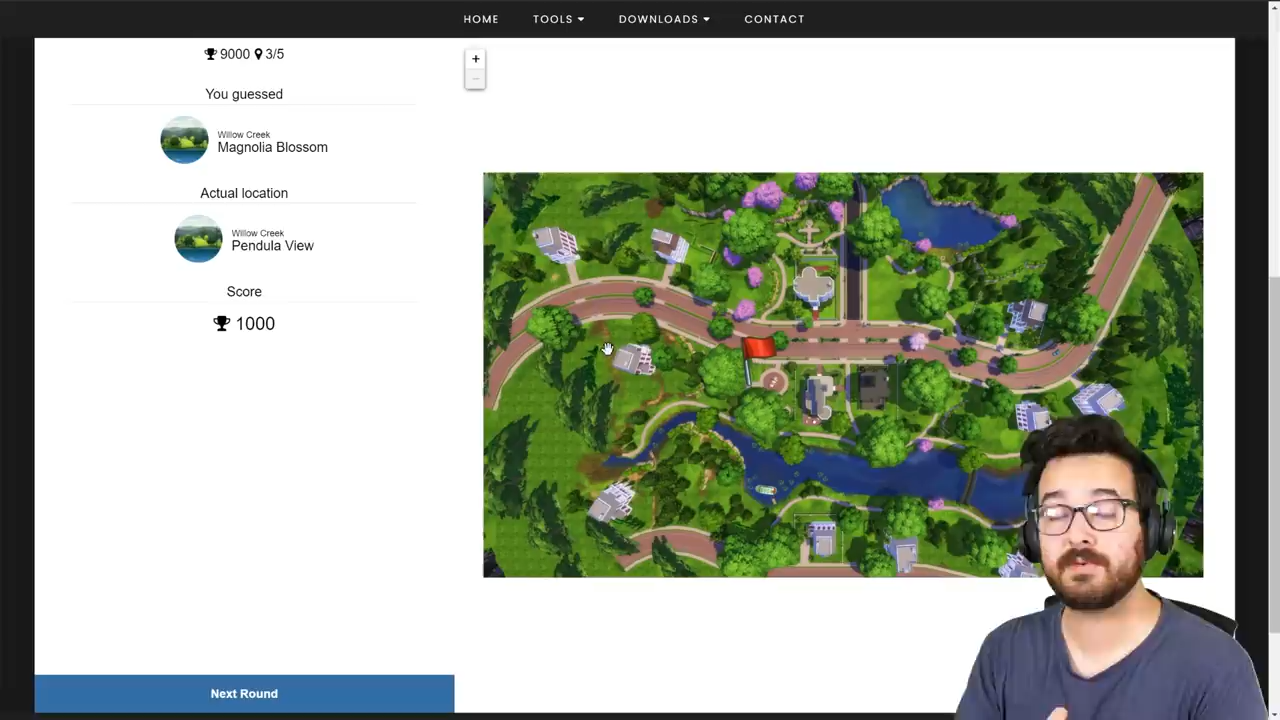 HOME TOOLS DOWNLOADS CONTACT
9000 3/5
You guessed
Willow Creek
Magnolia Blossom
Actual location
Willow Creek
Pendula View
Score
1000
Next Round
+
-